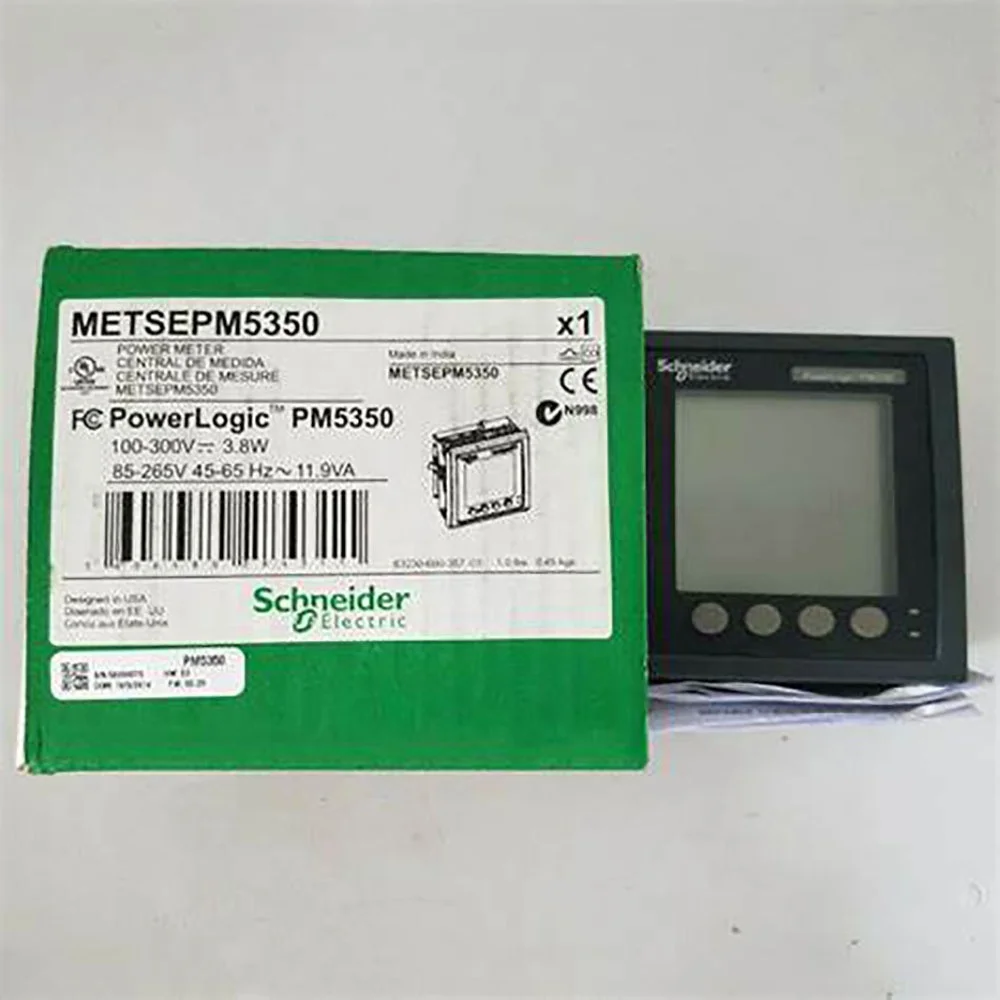 METSEPM5350 x1
POWER METER
CENTRAL DE MEDIDA
CENTRALE DE MESURE
METSEPM5350
Made in India
METSEPM5350
CE
N998
FC PowerLogic™ PM5350
100-300V⎓ 3.8W
85-265V 45-65 Hz ~ 11.9VA
Designed in USA
Diseñado en EE. UU
Schneider
Electric
PM5350
Schneider
Electric